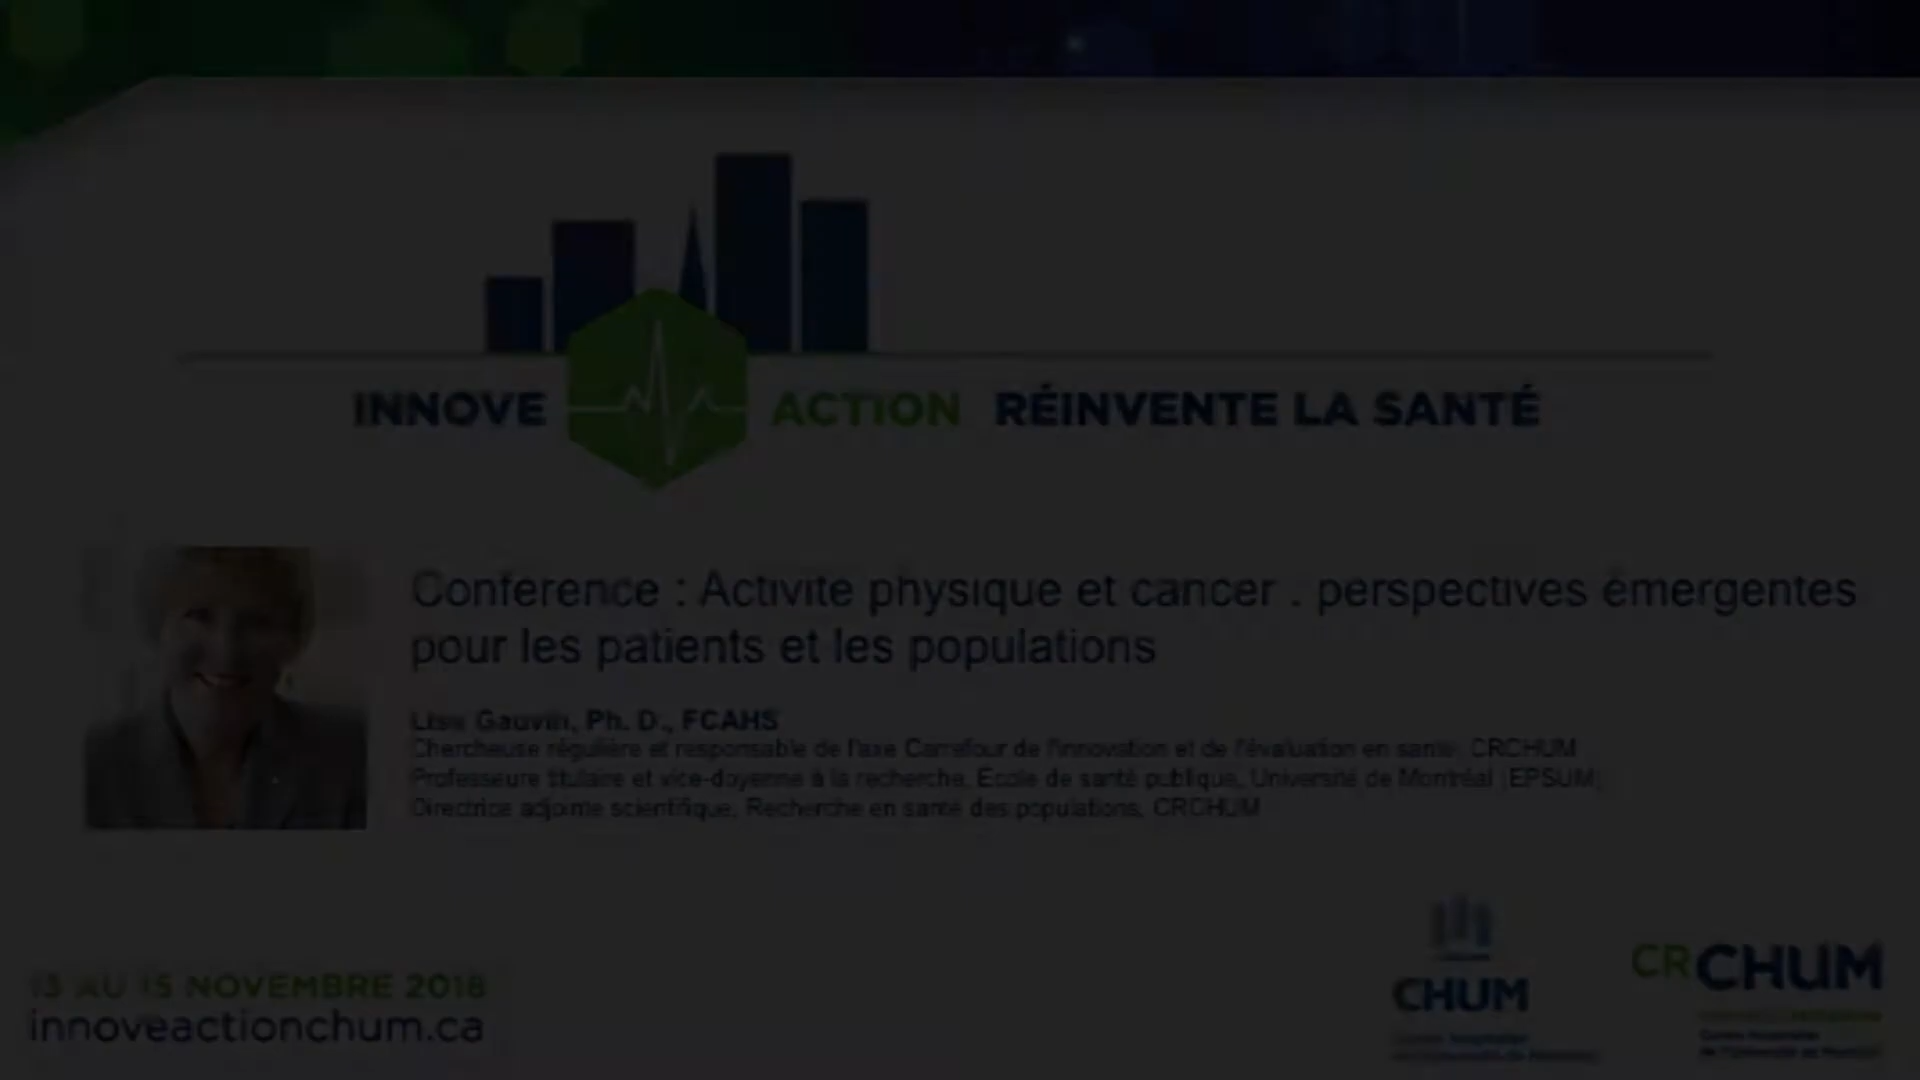 INNOVE ACTION RÉINVENTE LA SANTÉ
Conférence : Activité physique et cancer : perspectives émergentes
pour les patients et les populations
Lise Gauvin, Ph. D., FCAHS
Chercheuse régulière et responsable de l'axe Carrefour de l'innovation et de l'évaluation en santé, CRCHUM
Professeure titulaire et vice-doyenne à la recherche, École de santé publique, Université de Montréal (EPSUM)
Directrice adjointe scientifique, Recherche en santé des populations, CRCHUM
13 AU 15 NOVEMBRE 2018
innoveactionchum.ca
CHUM
CRCHUM